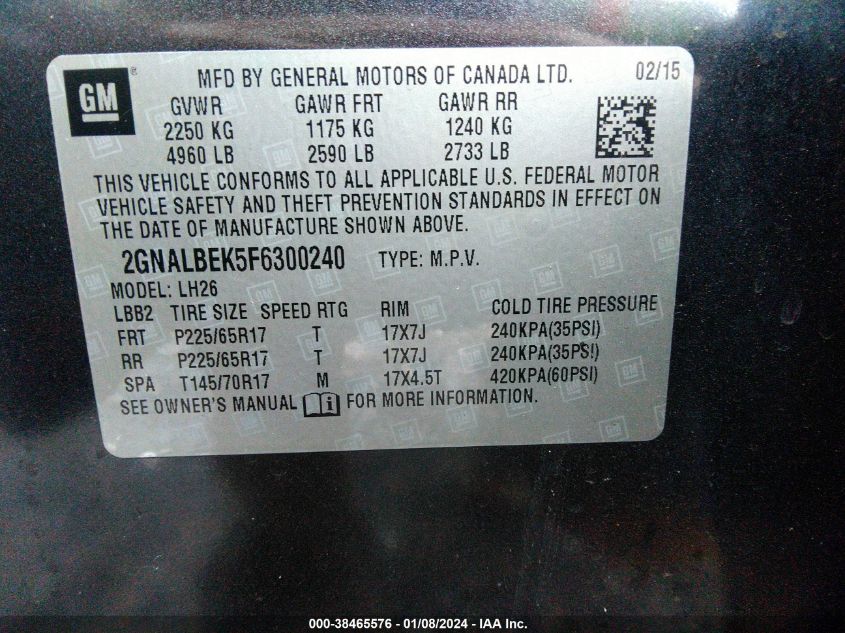 GM ® MFD BY GENERAL MOTORS OF CANADA LTD. 02/15
GVWR GAWR FRT GAWR RR
2250 KG 1175 KG 1240 KG
4960 LB 2590 LB 2733 LB
THIS VEHICLE CONFORMS TO ALL APPLICABLE U.S. FEDERAL MOTOR
VEHICLE SAFETY AND THEFT PREVENTION STANDARDS IN EFFECT ON
THE DATE OF MANUFACTURE SHOWN ABOVE.
2GNALBEK5F6300240 TYPE: M.P.V.
MODEL: LH26
LBB2 TIRE SIZE SPEED RTG RIM COLD TIRE PRESSURE
FRT P225/65R17 T 17X7J 240KPA(35PSI)
RR P225/65R17 T 17X7J 240KPA(35PSI)
SPA T145/70R17 M 17X4.5T 420KPA(60PSI)
SEE OWNER'S MANUAL i FOR MORE INFORMATION.
000-38465576 - 01/08/2024 - IAA Inc.